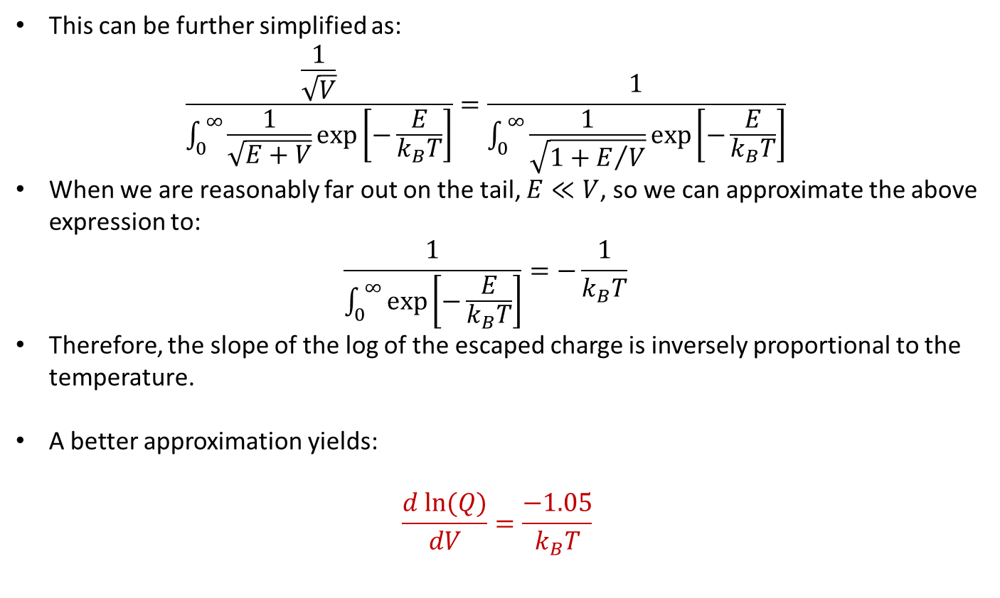 • This can be further simplified as:
$\frac{\frac{1}{\sqrt{V}}}{\int_0^\infty \frac{1}{\sqrt{E+V}} \exp\left[-\frac{E}{k_B T}\right]} = \frac{1}{\int_0^\infty \frac{1}{\sqrt{1+E/V}} \exp\left[-\frac{E}{k_B T}\right]}$
• When we are reasonably far out on the tail, $E \ll V$, so we can approximate the above
expression to:
$\frac{1}{\int_0^\infty \exp\left[-\frac{E}{k_B T}\right]} = -\frac{1}{k_B T}$
• Therefore, the slope of the log of the escaped charge is inversely proportional to the
temperature.
• A better approximation yields:
$\frac{d \ln(Q)}{dV} = \frac{-1.05}{k_B T}$